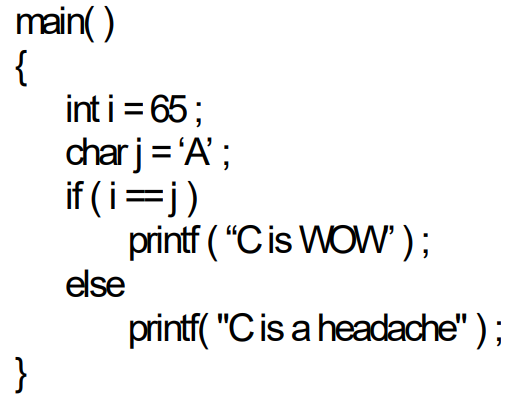 main( )
{
int i = 65 ;
char j = ‘A’ ;
if ( i == j )
printf ( “C is WOW” ) ;
else
printf( "C is a headache" ) ;
}